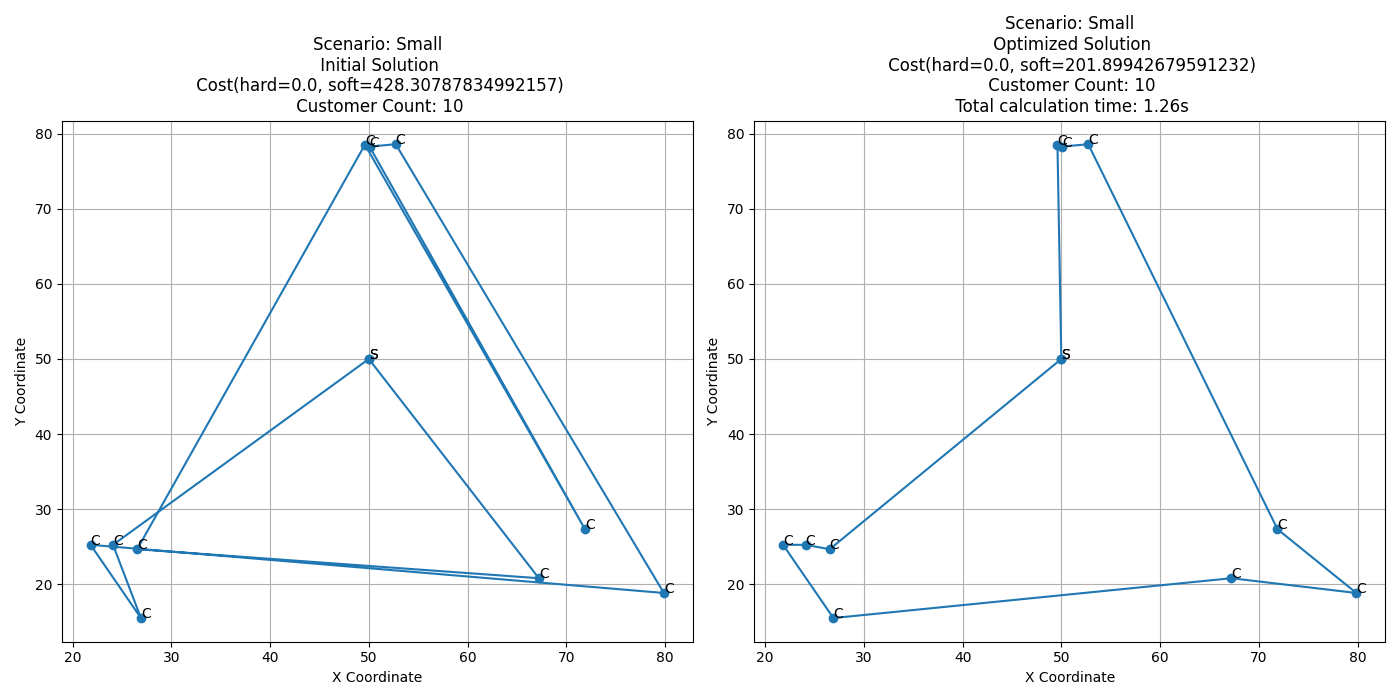 Scenario: Small
Initial Solution
Cost(hard=0.0, soft=428.30787834992157)
Customer Count: 10
80
70
60
50
40
30
20
Y Coordinate
C
C
C
S
C
C
C
C
C
C
C
20
30
40
50
60
70
80
X Coordinate
Scenario: Small
Optimized Solution
Cost(hard=0.0, soft=201.89942679591232)
Customer Count: 10
Total calculation time: 1.26s
80
70
60
50
40
30
20
Y Coordinate
C
C
C
S
C
C
C
C
C
C
C
20
30
40
50
60
70
80
X Coordinate